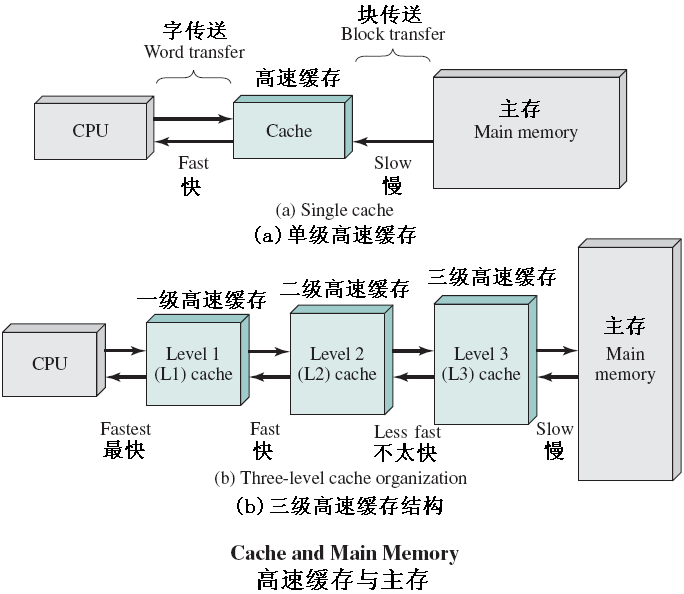 字传送
Word transfer
块传送
Block transfer
高速缓存
CPU
Cache
主存
Main memory
Fast
快
Slow
慢
(a) Single cache
(a)单级高速缓存
一级高速缓存
二级高速缓存
三级高速缓存
CPU
Level 1
(L1) cache
Level 2
(L2) cache
Level 3
(L3) cache
主存
Main
memory
Fastest
最快
Fast
快
Less fast
不太快
Slow
慢
(b) Three-level cache organization
(b)三级高速缓存结构
Cache and Main Memory
高速缓存与主存